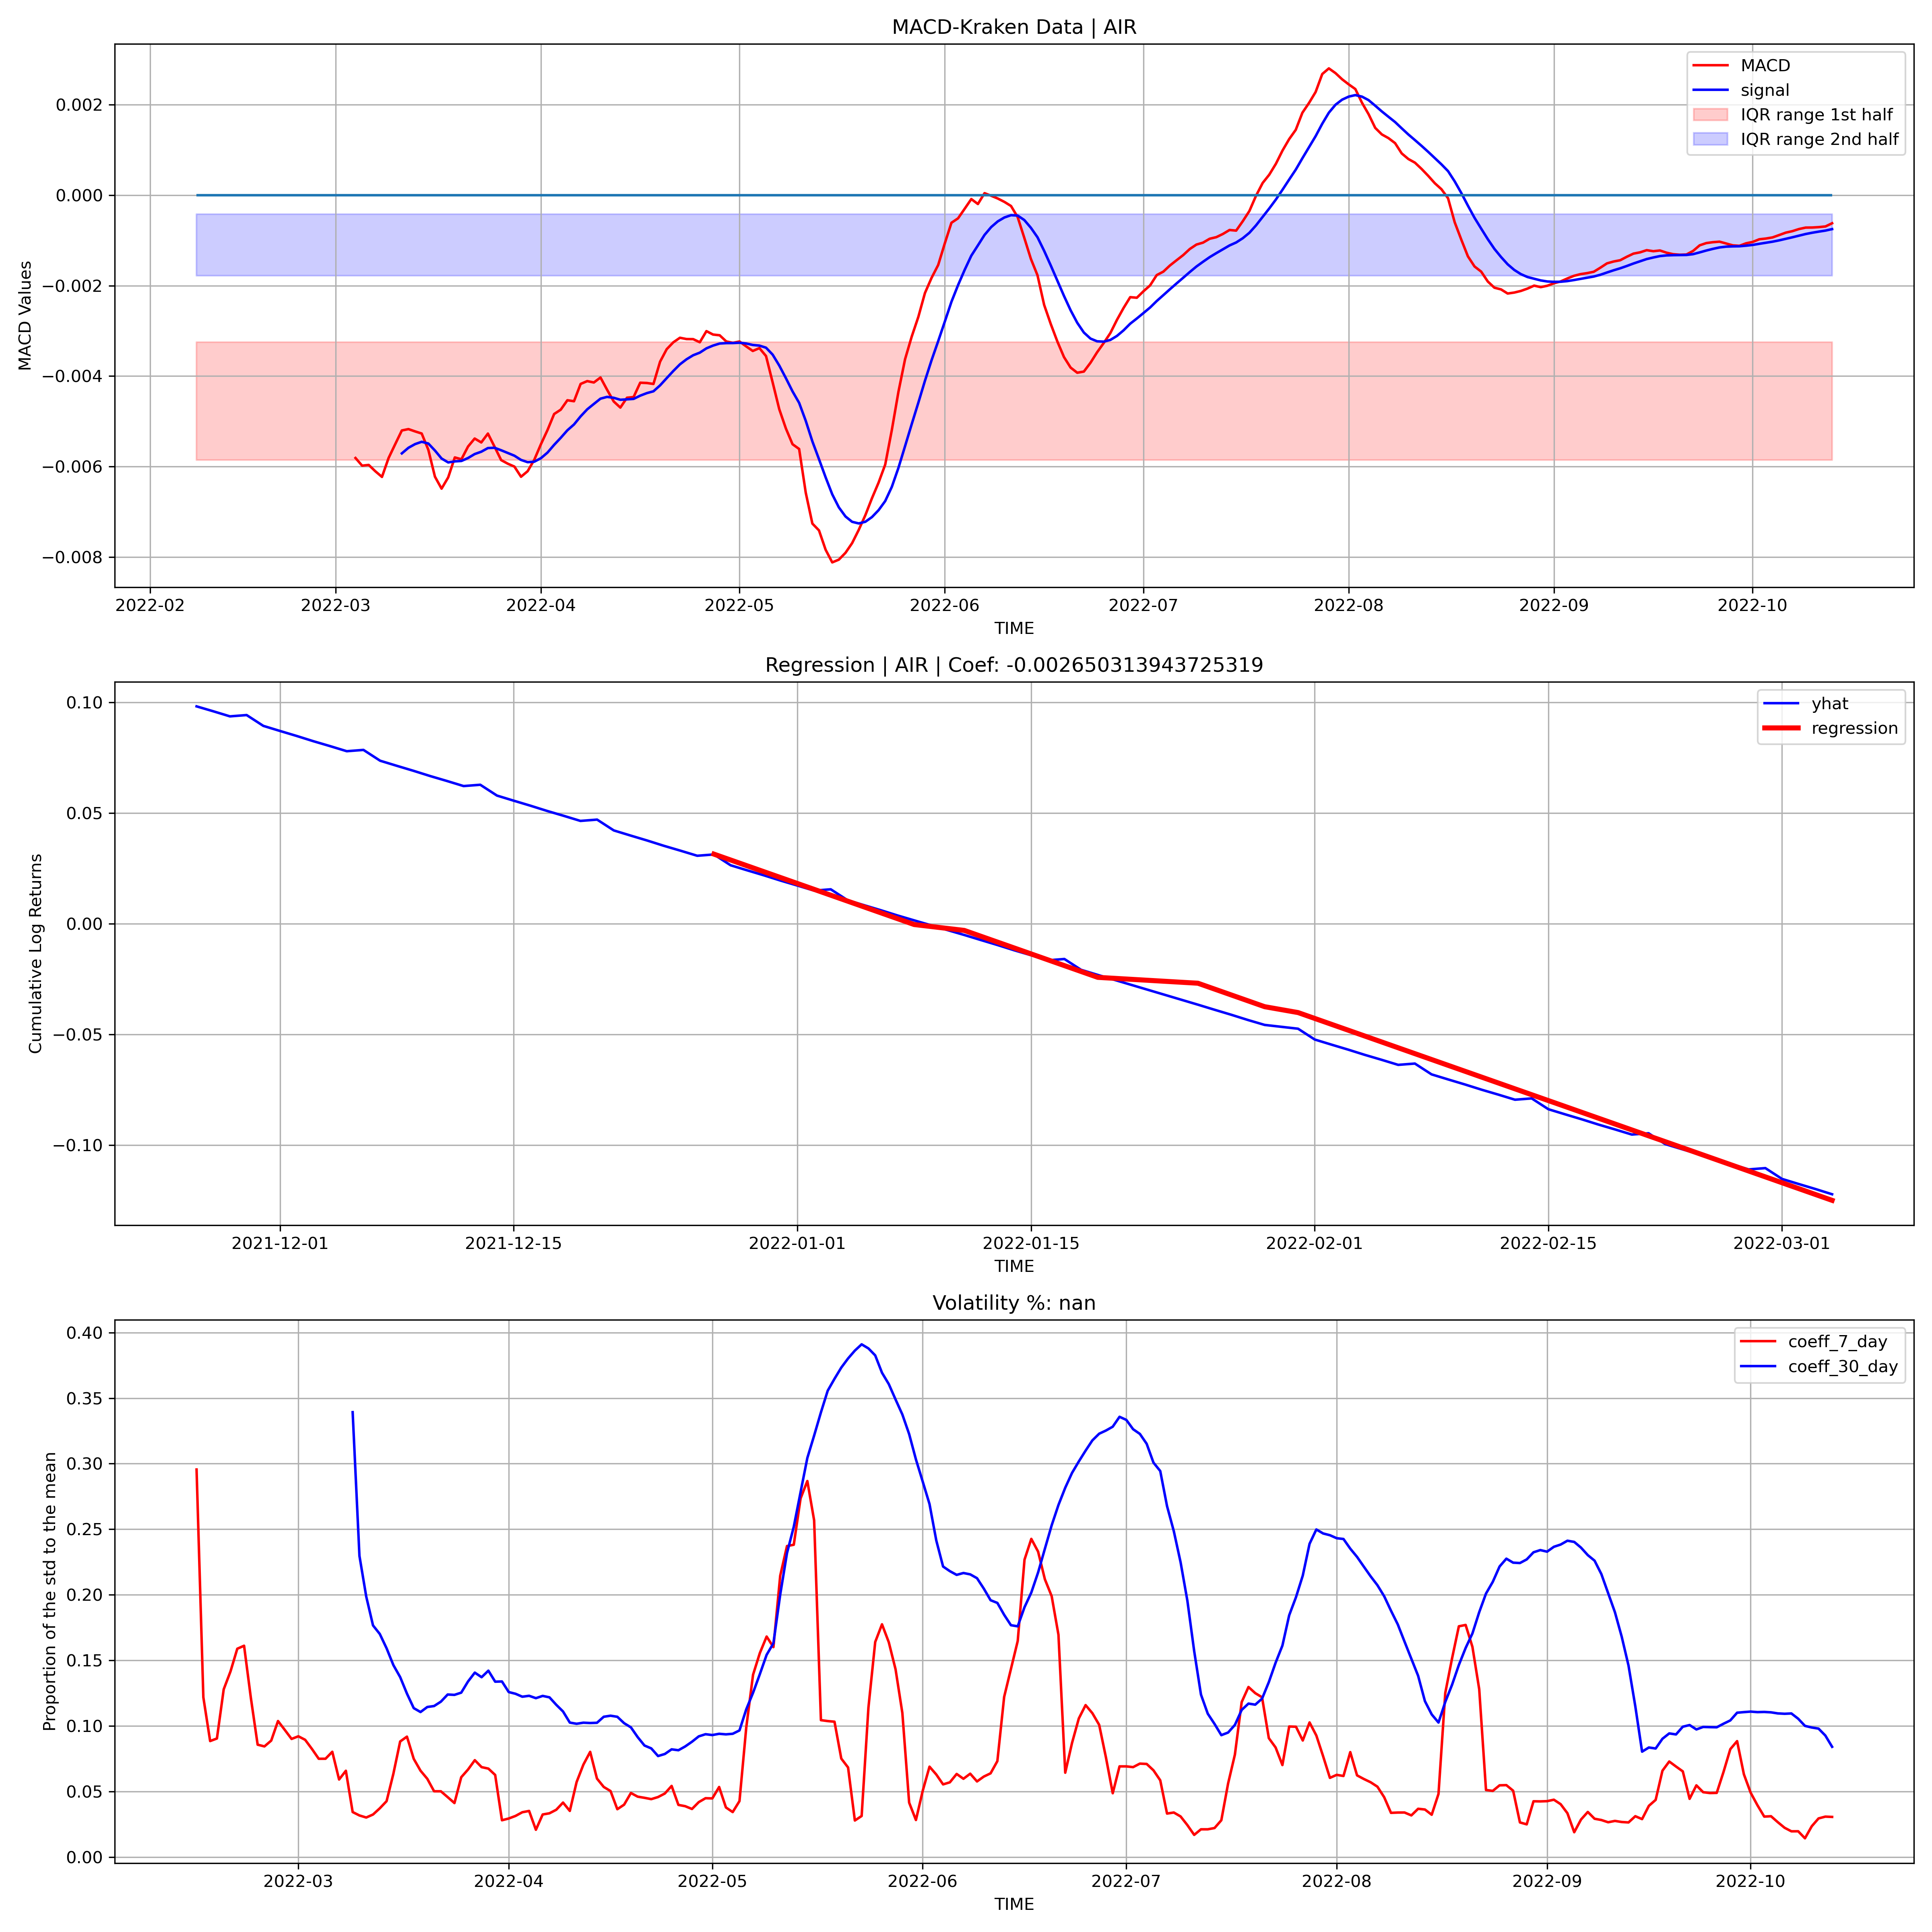 MACD-Kraken Data | AIR
MACD Values
0.002
0.000
−0.002
−0.004
−0.006
−0.008
MACD
signal
IQR range 1st half
IQR range 2nd half
2022-02 2022-03 2022-04 2022-05 2022-06 2022-07 2022-08 2022-09 2022-10
TIME
Regression | AIR | Coef: -0.002650313943725319
Cumulative Log Returns
0.10
0.05
0.00
−0.05
−0.10
yhat
regression
2021-12-01 2021-12-15 2022-01-01 2022-01-15 2022-02-01 2022-02-15 2022-03-01
TIME
Volatility %: nan
Proportion of the std to the mean
0.40
0.35
0.30
0.25
0.20
0.15
0.10
0.05
0.00
coeff_7_day
coeff_30_day
2022-03 2022-04 2022-05 2022-06 2022-07 2022-08 2022-09 2022-10
TIME